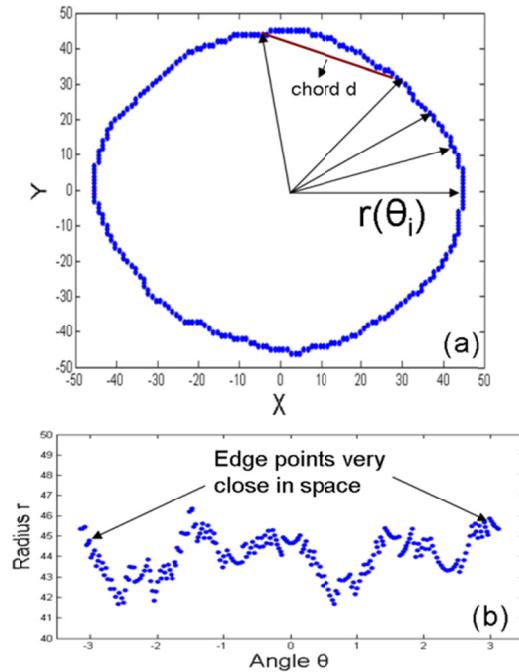 50
40
30
20
10
0
-10
-20
-30
-40
-50
Y
chord d
r(θi)
(a)
-50 -40 -30 -20 -10 0 10 20 30 40 50
X
50
49
48
47
46
45
44
43
42
41
40
Radius r
Edge points very
close in space
(b)
-3 -2 -1 0 1 2 3
Angle θ